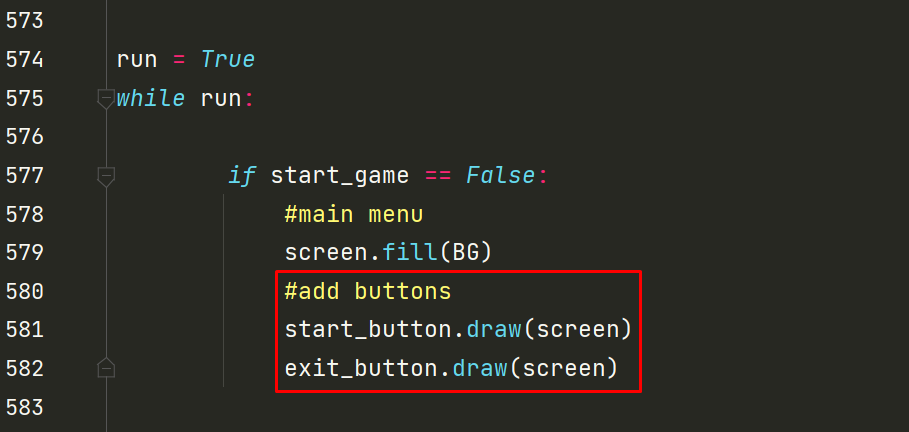 573
574 run = True
575 while run:
576
577 if start_game == False:
578 #main menu
579 screen.fill(BG)
580 #add buttons
581 start_button.draw(screen)
582 exit_button.draw(screen)
583